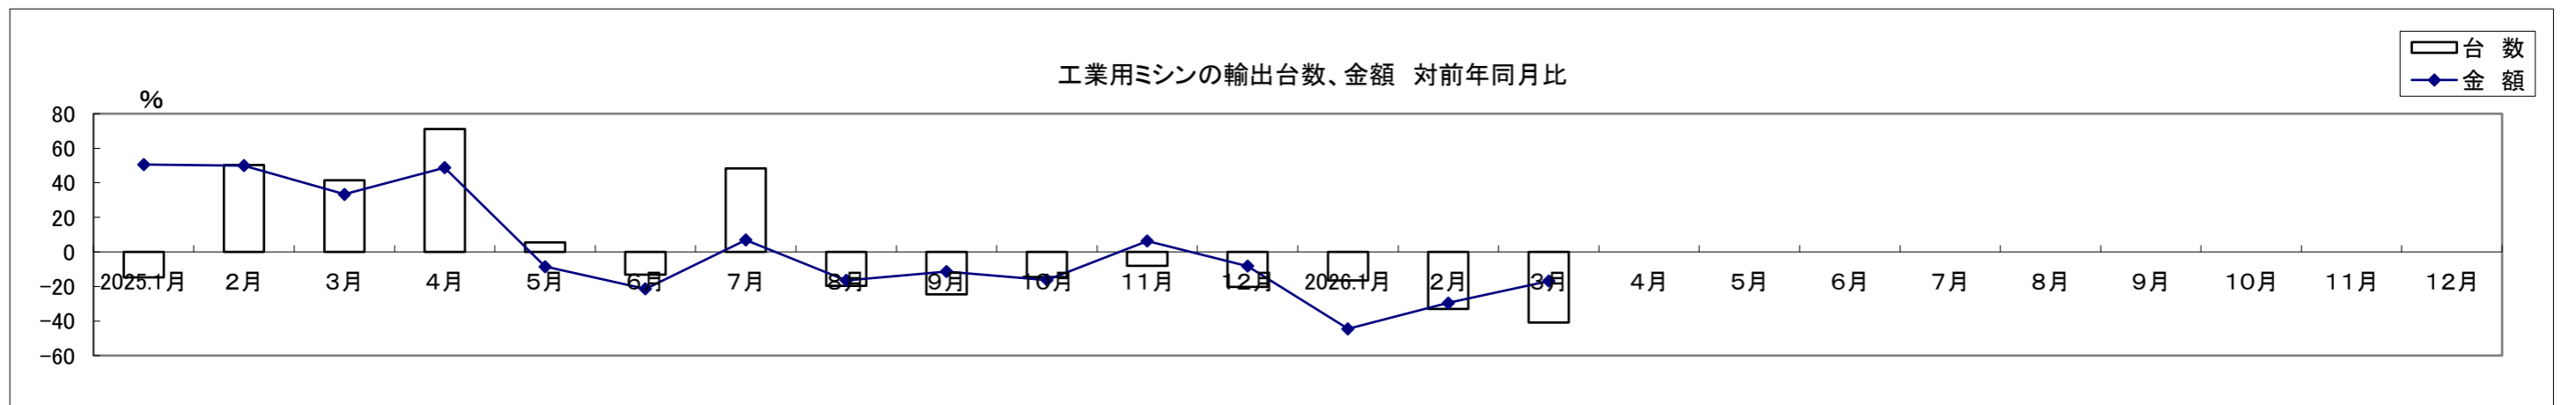 台　数
金　額
工業用ミシンの輸出台数、金額　対前年同月比
%
80
60
40
20
0
-20
-40
-60
2025.1月　２月　３月　４月　５月　６月　７月　８月　９月　１０月　１１月　１２月　2026.1月　２月　３月　４月　５月　６月　７月　８月　９月　１０月　１１月　１２月